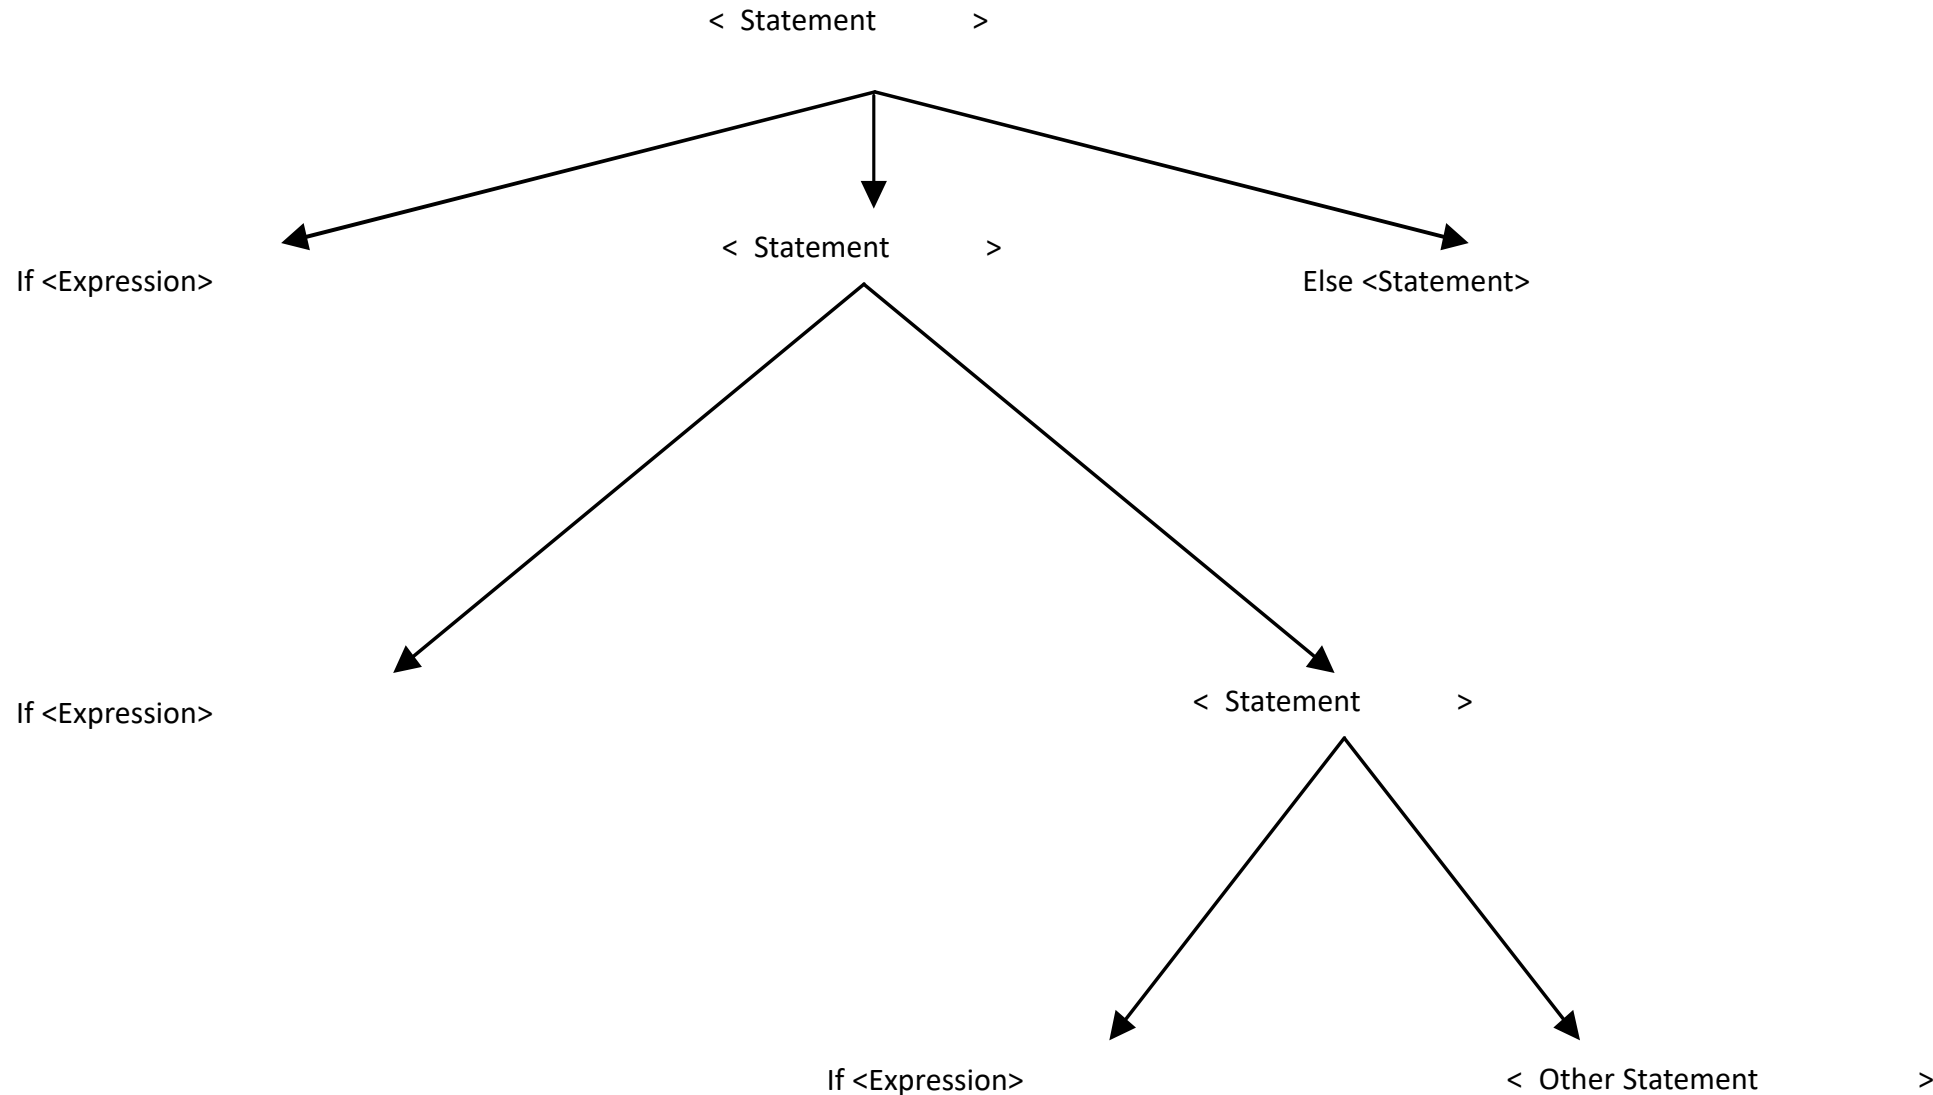 < Statement >
< Statement >
If <Expression>
Else <Statement>
< Statement >
If <Expression>
If <Expression>
< Other Statement >